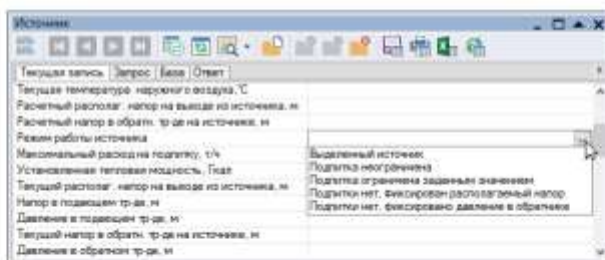 Источник
Текущая запись Запрос База Ответ
Текущая температура наружного воздуха,°C
Расчетный располаг. напор на выходе из источника, м
Расчетный напор в обратн. тр-де на источнике, м
Режим работы источника
Максимальный расход на подпитку, т/ч
Выделенный источник
Установленная тепловая мощность, Гкал
Подпитка неограничена
Текущий располаг. напор на выходе из источника, м
Подпитка ограничена заданным значением
Напор в подающем тр-де, м
Подпитки нет, фиксирован располагаемый напор
Давление в подающем тр-де, м
Подпитки нет, фиксировано давление в обратнике
Текущий напор в обратн. тр-де на источнике, м
Давление в обратном тр-де, м